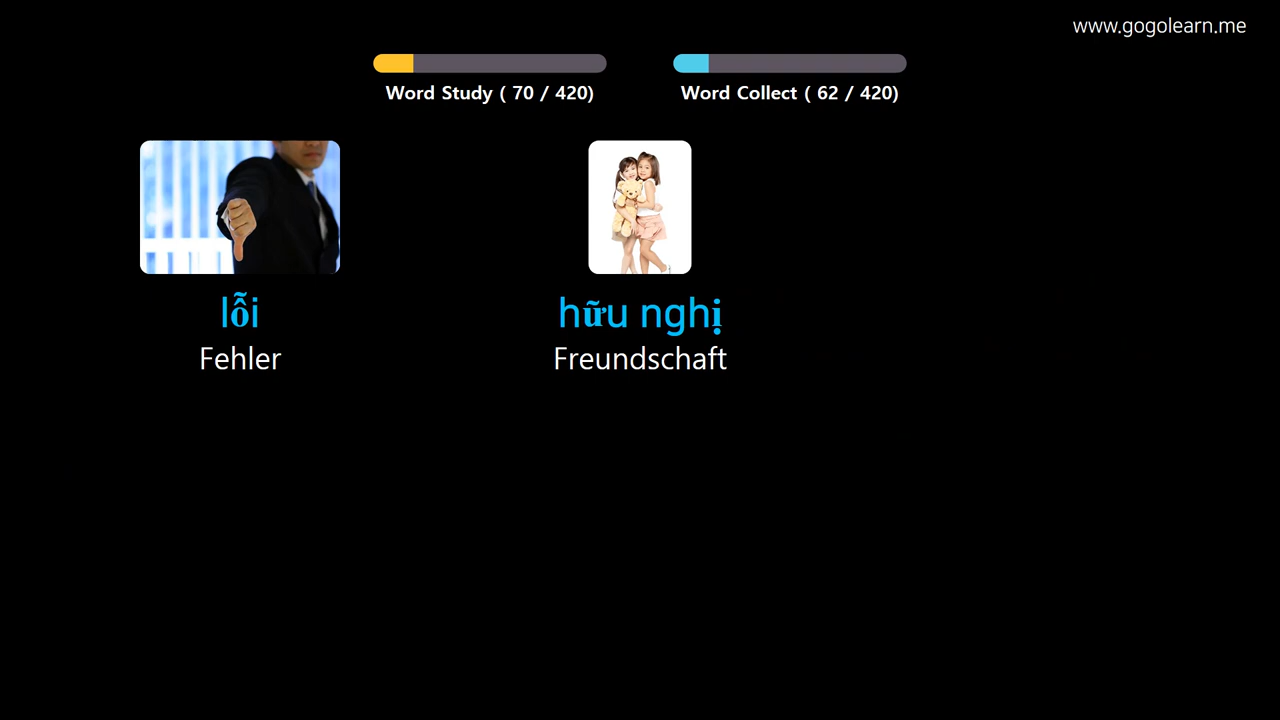 www.gogolearn.me
Word Study ( 70 / 420)
Word Collect ( 62 / 420)
lỗi
Fehler
hữu nghị
Freundschaft